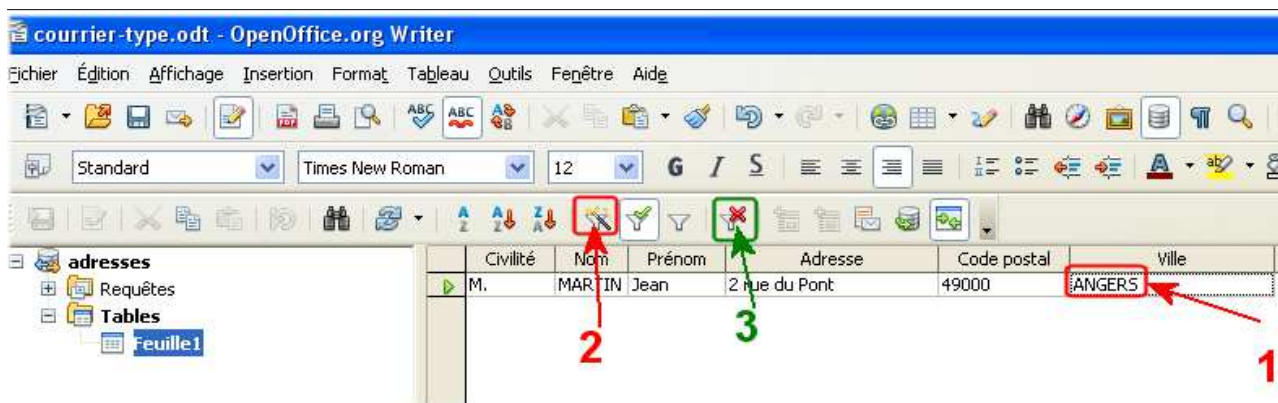 courrier-type.odt - OpenOffice.org Writer
Fichier Édition Affichage Insertion Format Tableau Outils Fenêtre Aide
Standard Times New Roman 12 G I S
adresses
Requêtes
Tables
Feuille1
Civilité Nom Prénom Adresse Code postal Ville
M. MARTIN Jean 2 rue du Pont 49000 ANGERS
2 3 1